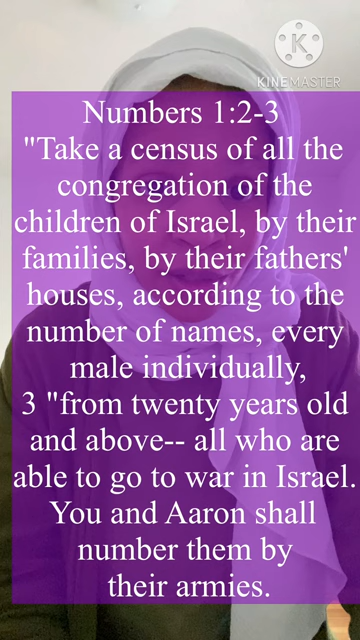 K
KINEMASTER
Numbers 1:2-3
"Take a census of all the
congregation of the
children of Israel, by their
families, by their fathers'
houses, according to the
number of names, every
male individually,
3 "from twenty years old
and above-- all who are
able to go to war in Israel.
You and Aaron shall
number them by
their armies.